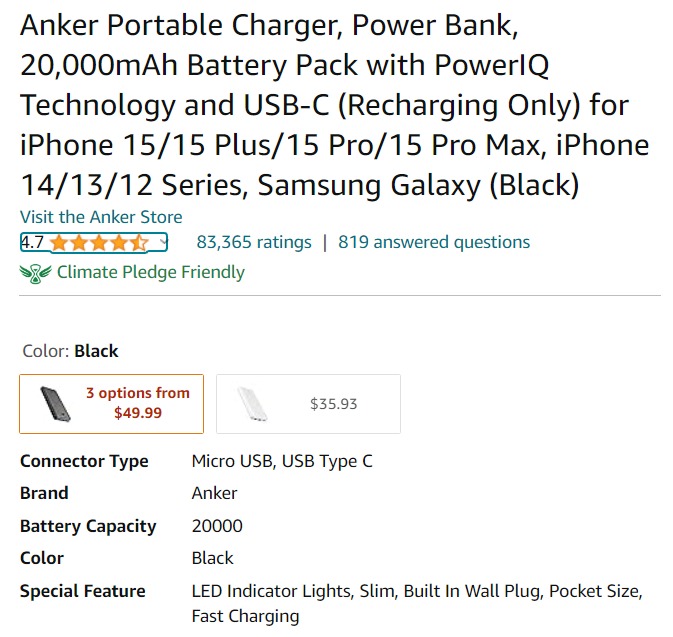 Anker Portable Charger, Power Bank,
20,000mAh Battery Pack with PowerIQ
Technology and USB-C (Recharging Only) for
iPhone 15/15 Plus/15 Pro/15 Pro Max, iPhone
14/13/12 Series, Samsung Galaxy (Black)
Visit the Anker Store
4.7 83,365 ratings | 819 answered questions
Climate Pledge Friendly
Color: Black
3 options from
$49.99
$35.93
Connector Type Micro USB, USB Type C
Brand Anker
Battery Capacity 20000
Color Black
Special Feature LED Indicator Lights, Slim, Built In Wall Plug, Pocket Size,
Fast Charging